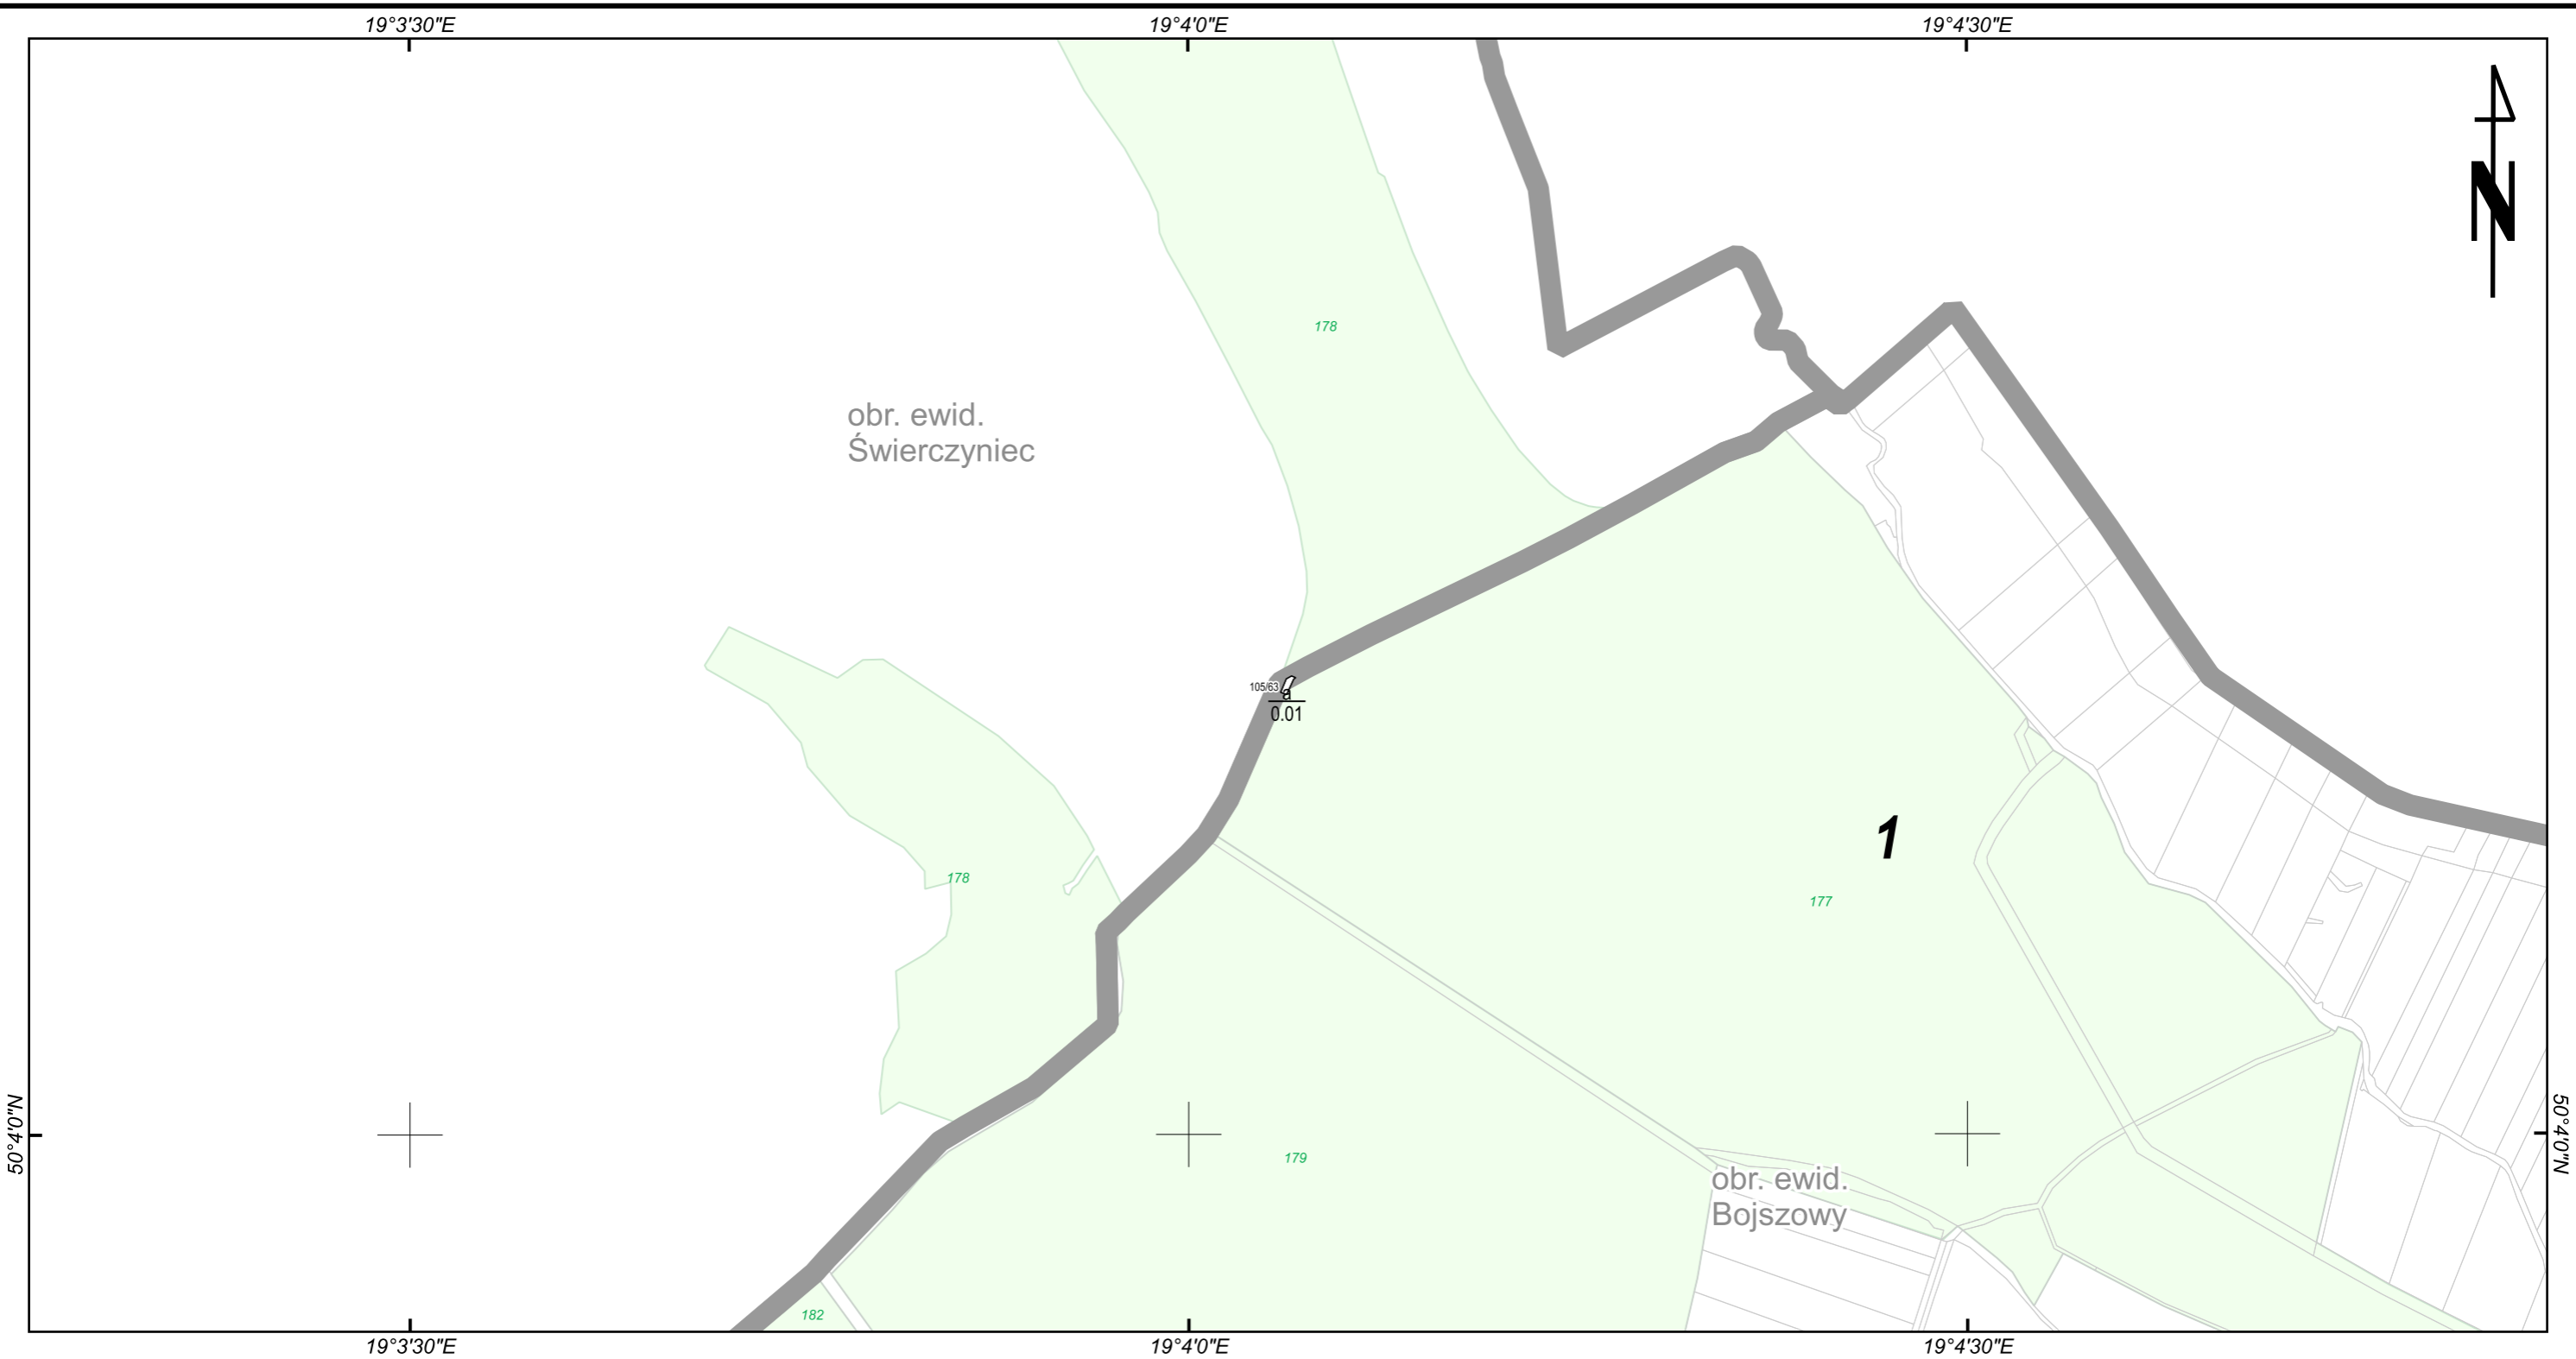 19°3'30"E
19°4'0"E
19°4'30"E
N
178
obr. ewid.
Świerczyniec
105/63
a
0.01
1
178
177
50°4'0"N
50°4'0"N
179
obr. ewid.
Bojszowy
182
19°3'30"E
19°4'0"E
19°4'30"E